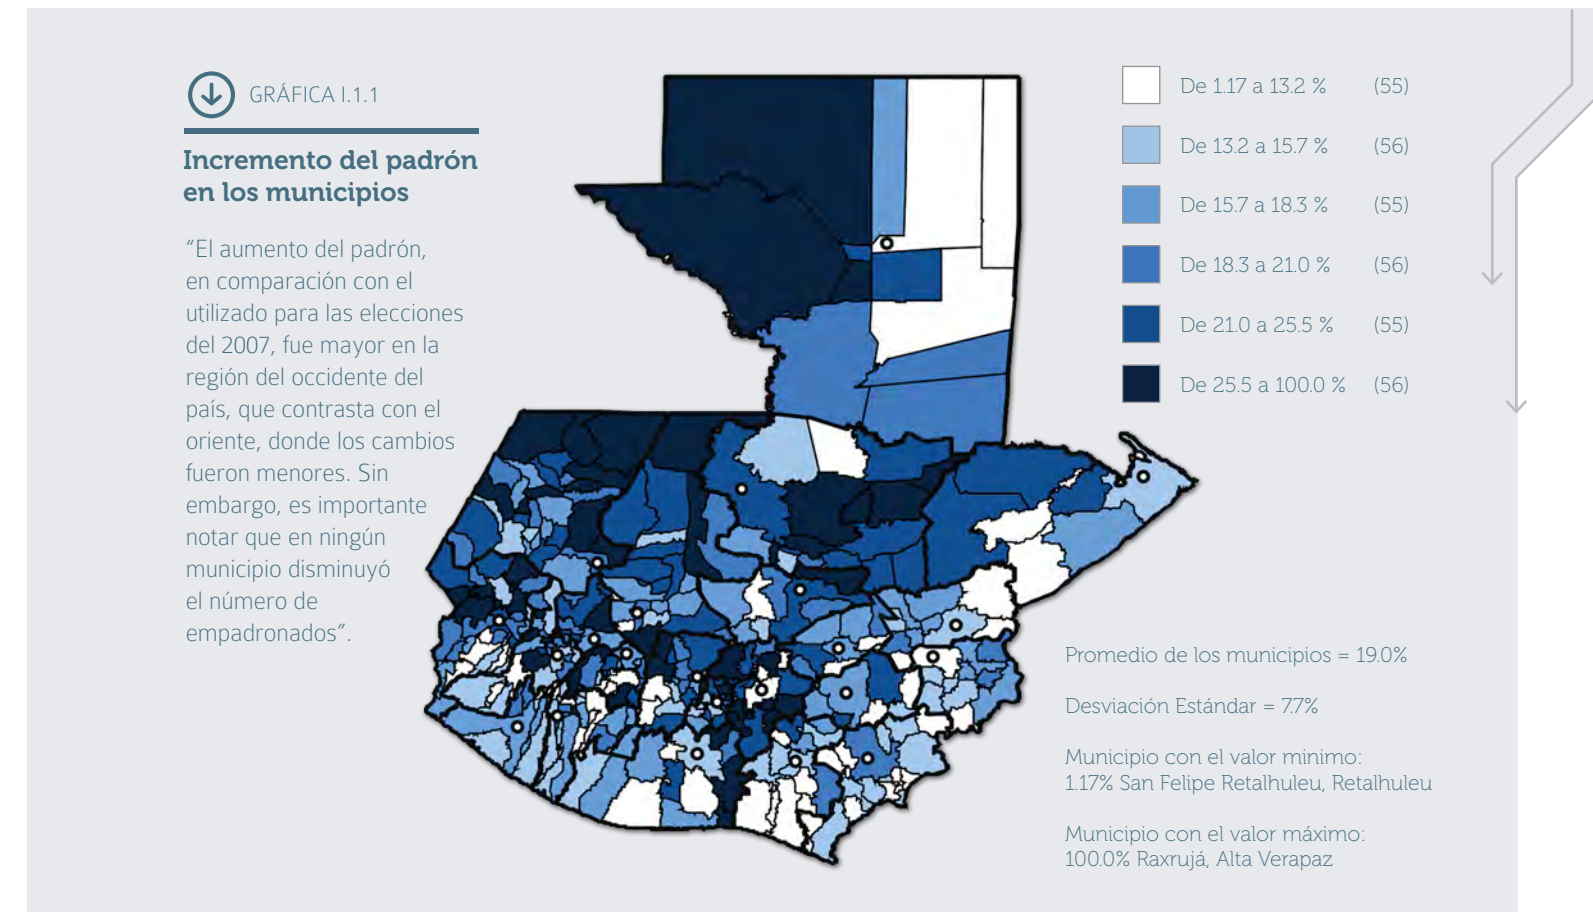 GRÁFICA I.1.1
Incremento del padrón
en los municipios
“El aumento del padrón,
en comparación con el
utilizado para las elecciones
del 2007, fue mayor en la
región del occidente del
país, que contrasta con el
oriente, donde los cambios
fueron menores. Sin
embargo, es importante
notar que en ningún
municipio disminuyó
el número de
empadronados”.
De 1.17 a 13.2 % (55)
De 13.2 a 15.7 % (56)
De 15.7 a 18.3 % (55)
De 18.3 a 21.0 % (56)
De 21.0 a 25.5 % (55)
De 25.5 a 100.0 % (56)
Promedio de los municipios = 19.0%
Desviación Estándar = 7.7%
Municipio con el valor minimo:
1.17% San Felipe Retalhuleu, Retalhuleu
Municipio con el valor máximo:
100.0% Raxrujá, Alta Verapaz